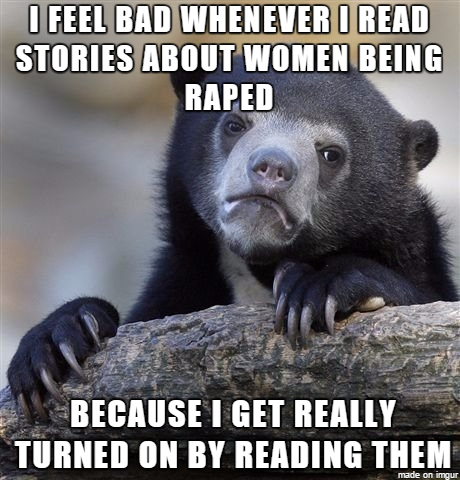 I FEEL BAD WHENEVER I READ
STORIES ABOUT WOMEN BEING
RAPED
BECAUSE I GET REALLY
TURNED ON BY READING THEM
made on imgur